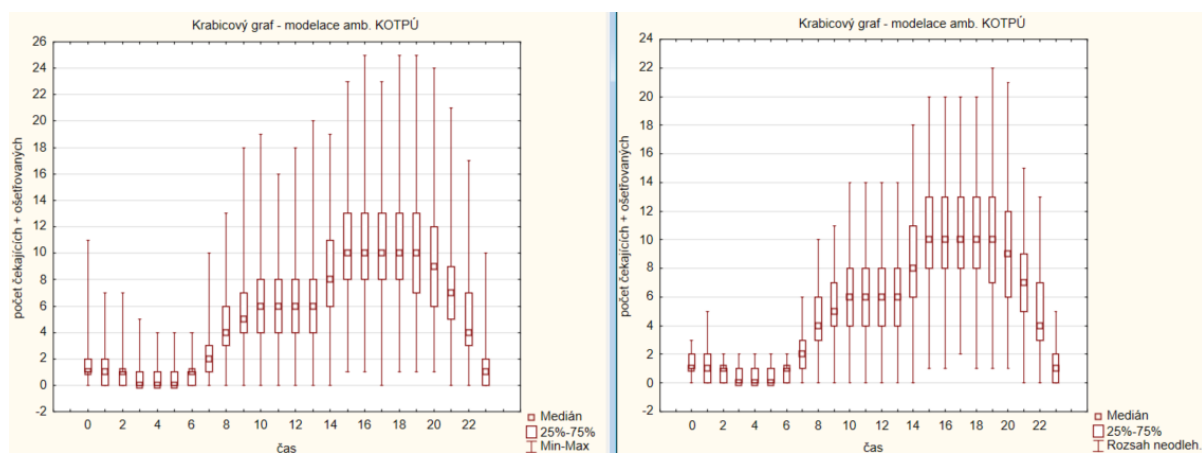 Krabicový graf - modelace amb. KOTPÚ
26
24
22
20
18
16
14
12
10
8
6
4
2
0
-2
počet čekajících + ošetřovaných
0 2 4 6 8 10 12 14 16 18 20 22
čas
Medián
25%-75%
Min-Max
Krabicový graf - modelace amb. KOTPÚ
24
22
20
18
16
14
12
10
8
6
4
2
0
-2
počet čekajících + ošetřovaných
0 2 4 6 8 10 12 14 16 18 20 22
čas
Medián
25%-75%
Rozsah neodleh.